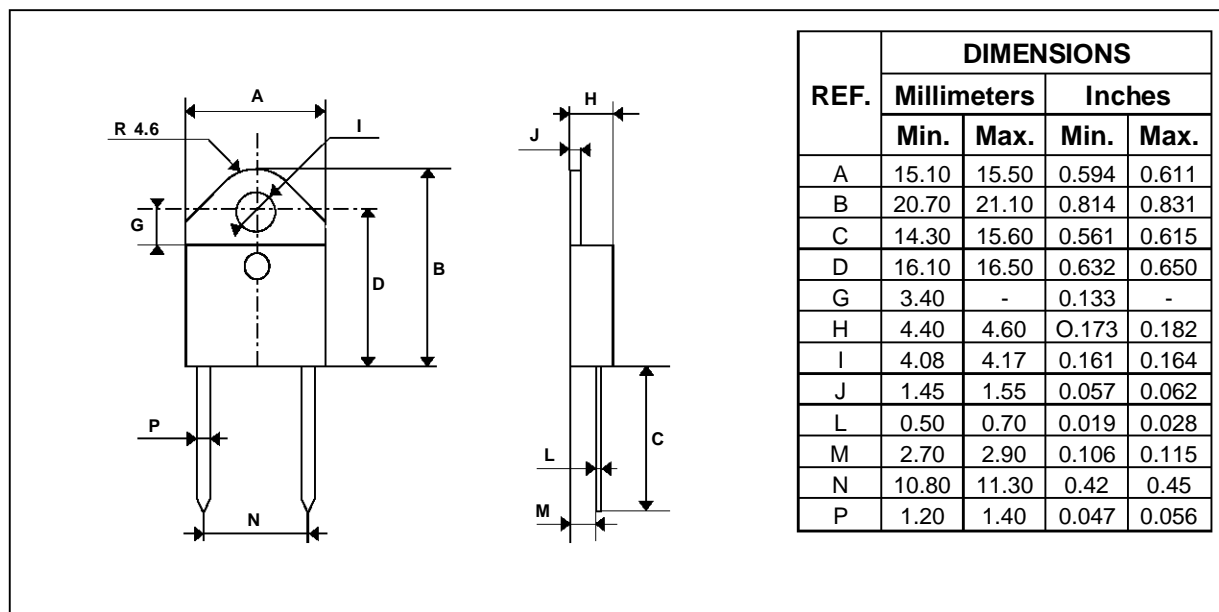 A
H
R 4.6
I
J
G
B
D
P
L
C
M
N
REF. DIMENSIONS
Millimeters Inches
Min. Max. Min. Max.
A 15.10 15.50 0.594 0.611
B 20.70 21.10 0.814 0.831
C 14.30 15.60 0.561 0.615
D 16.10 16.50 0.632 0.650
G 3.40 - 0.133 -
H 4.40 4.60 O.173 0.182
I 4.08 4.17 0.161 0.164
J 1.45 1.55 0.057 0.062
L 0.50 0.70 0.019 0.028
M 2.70 2.90 0.106 0.115
N 10.80 11.30 0.42 0.45
P 1.20 1.40 0.047 0.056